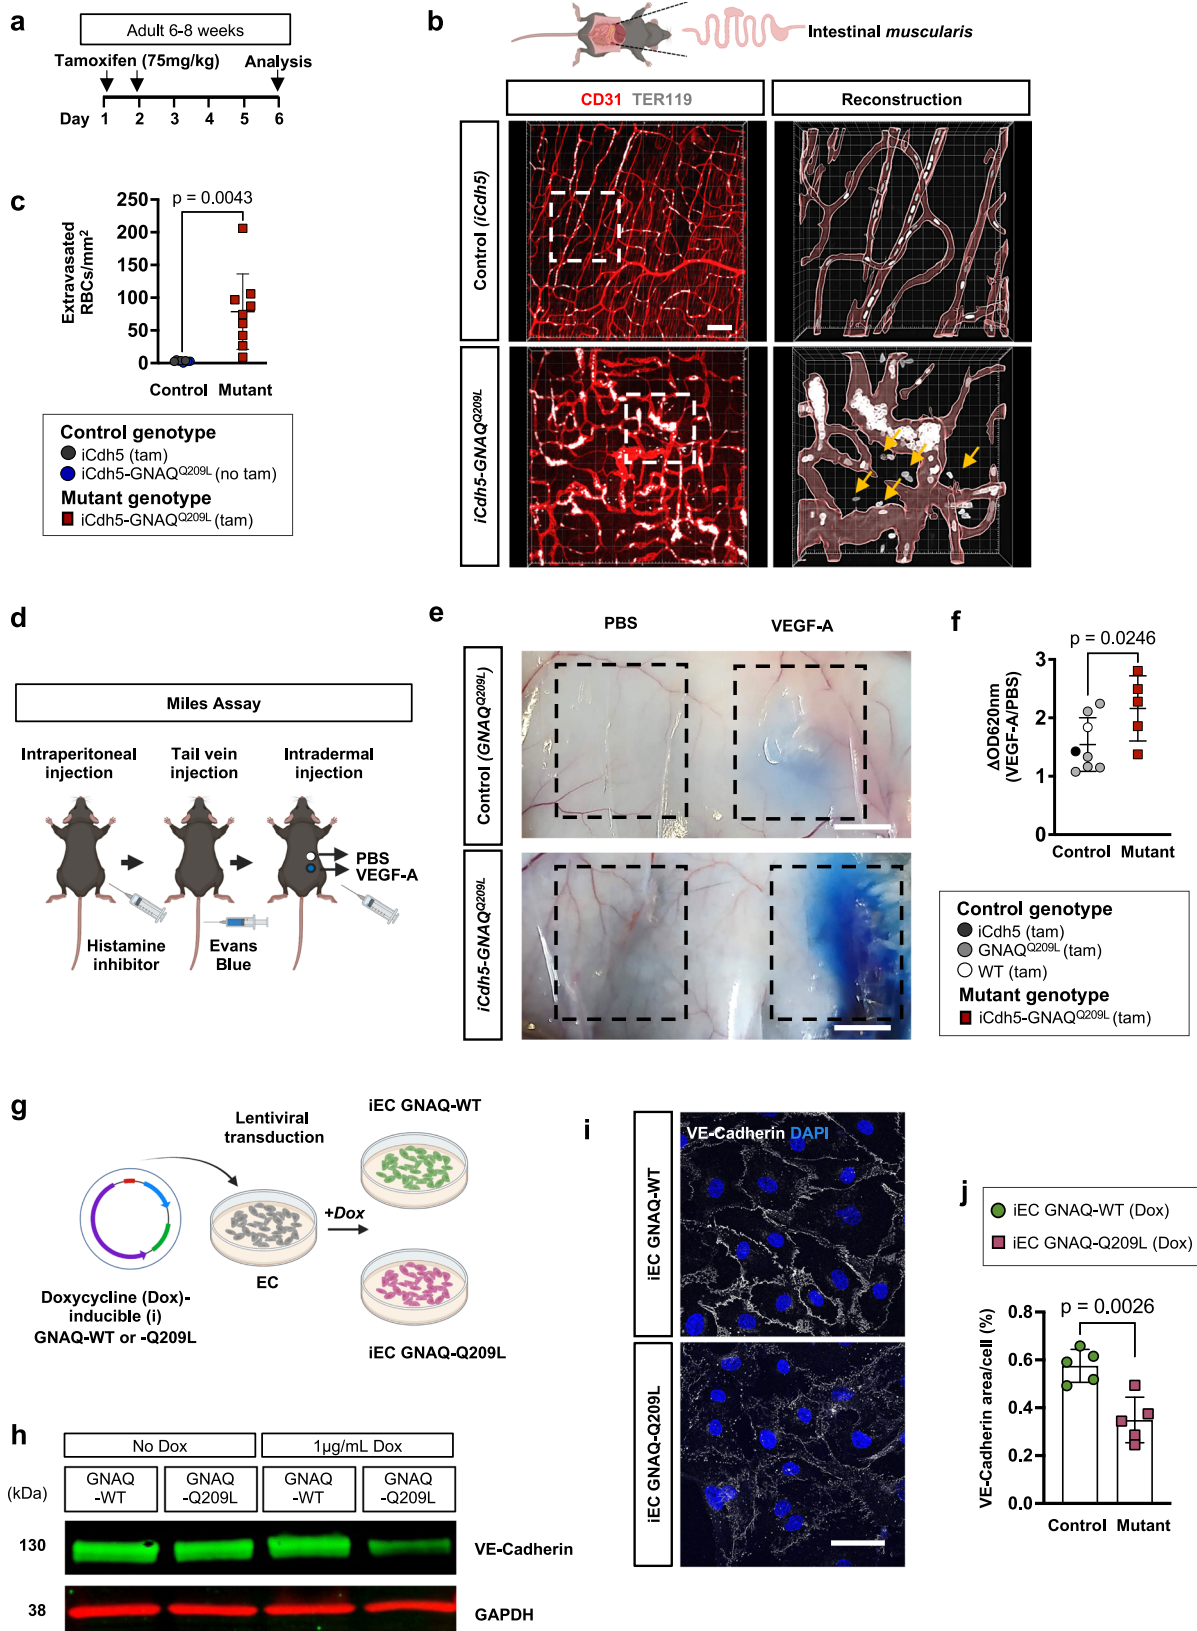 a
Adult 6-8 weeks
Tamoxifen (75mg/kg)
Analysis
Day 1 2 3 4 5 6
b
Intestinal muscularis
CD31 TER119
Reconstruction
Control (iCdh5)
iCdh5-GNAQQ209L
c
p = 0.0043
Extravasated
RBCs/mm2
250
200
150
100
50
0
Control Mutant
Control genotype
iCdh5 (tam)
iCdh5-GNAQQ209L (no tam)
Mutant genotype
iCdh5-GNAQQ209L (tam)
d
Miles Assay
Intraperitoneal
injection
Tail vein
injection
Intradermal
injection
PBS
VEGF-A
Histamine
inhibitor
Evans
Blue
e
PBS
VEGF-A
Control (GNAQQ209L)
iCdh5-GNAQQ209L
f
p = 0.0246
ΔOD620nm
(VEGF-A/PBS)
3
2
1
0
Control Mutant
Control genotype
iCdh5 (tam)
GNAQQ209L (tam)
WT (tam)
Mutant genotype
iCdh5-GNAQQ209L (tam)
g
Lentiviral
transduction
iEC GNAQ-WT
+Dox
EC
Doxycycline (Dox)-
inducible (i)
GNAQ-WT or -Q209L
iEC GNAQ-Q209L
h
No Dox
1µg/mL Dox
(kDa)
GNAQ
-WT
GNAQ
-Q209L
GNAQ
-WT
GNAQ
-Q209L
130
VE-Cadherin
38
GAPDH
i
VE-Cadherin DAPI
iEC GNAQ-WT
iEC GNAQ-Q209L
j
iEC GNAQ-WT (Dox)
iEC GNAQ-Q209L (Dox)
p = 0.0026
VE-Cadherin area/cell (%)
0.8
0.6
0.4
0.2
0.0
Control Mutant